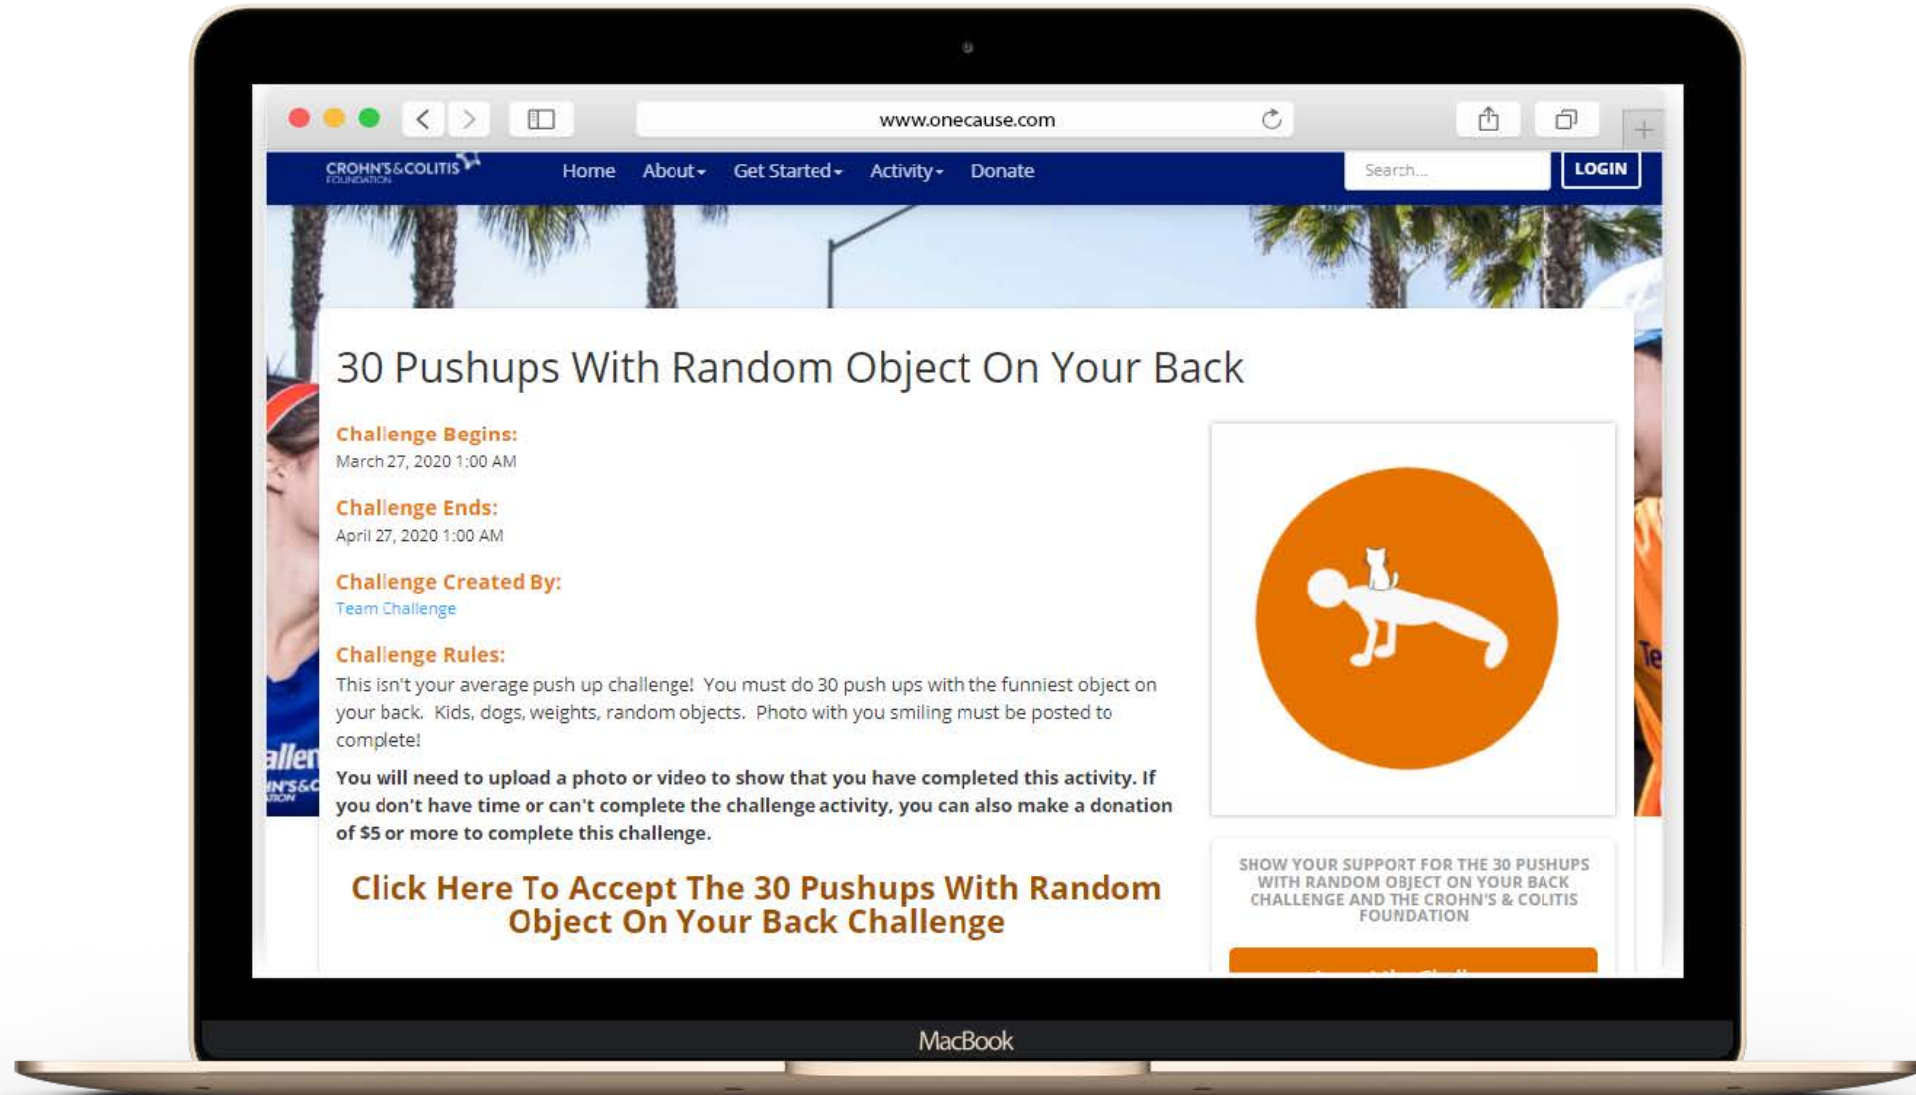 www.onecause.com
CROHN'S & COLITIS
FOUNDATION
Home About Get Started Activity Donate
Search...
LOGIN
30 Pushups With Random Object On Your Back
Challenge Begins:
March 27, 2020 1:00 AM
Challenge Ends:
April 27, 2020 1:00 AM
Challenge Created By:
Team Challenge
Challenge Rules:
This isn't your average push up challenge! You must do 30 push ups with the funniest object on
your back. Kids, dogs, weights, random objects. Photo with you smiling must be posted to
complete!
You will need to upload a photo or video to show that you have completed this activity. If
you don't have time or can't complete the challenge activity, you can also make a donation
of $5 or more to complete this challenge.
Click Here To Accept The 30 Pushups With Random
Object On Your Back Challenge
SHOW YOUR SUPPORT FOR THE 30 PUSHUPS
WITH RANDOM OBJECT ON YOUR BACK
CHALLENGE AND THE CROHN'S & COLITIS
FOUNDATION
MacBook